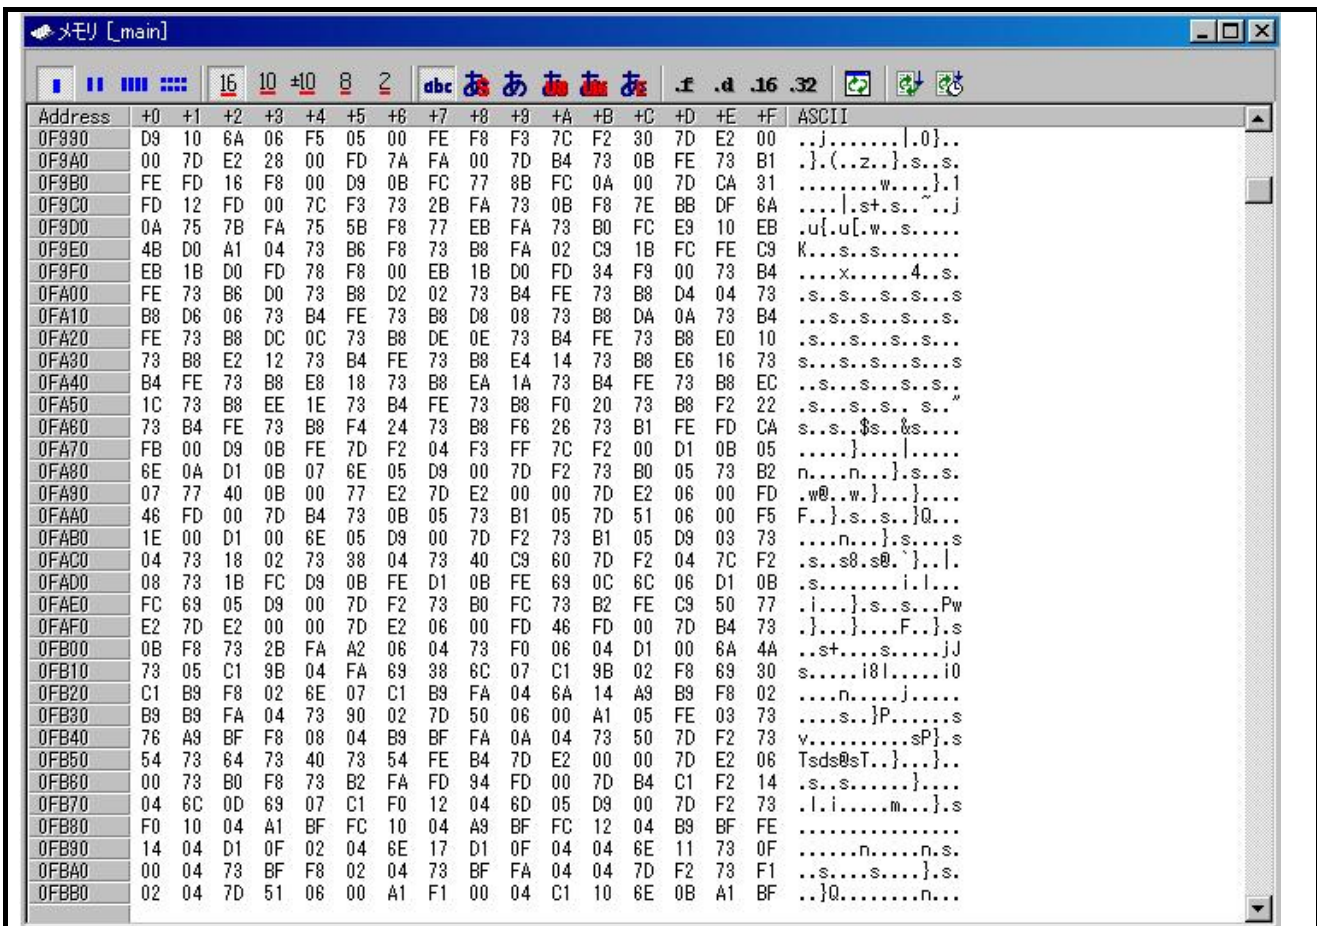 メモリ [_main]
16 10 ±10 8 2 abc あS あ あ あ あE .f .d .16 .32
Address +0 +1 +2 +3 +4 +5 +6 +7 +8 +9 +A +B +C +D +E +F ASCII
0F990 D9 10 6A 06 F5 05 00 FE F8 F3 7C F2 30 7D E2 00 ..j.......|.0}..
0F9A0 00 7D E2 28 00 FD 7A FA 00 7D B4 73 0B FE 73 B1 .}.(..z..}.s..s.
0F9B0 FE FD 16 F8 00 D9 0B FC 77 8B FC 0A 00 7D CA 31 ........w....}.1
0F9C0 FD 12 FD 00 7C F3 73 2B FA 73 0B F8 7E BB DF 6A ....|.s+.s..~..j
0F9D0 0A 75 7B FA 75 5B F8 77 EB FA 73 B0 FC E9 10 EB .u{.u[.w..s.....
0F9E0 4B D0 A1 04 73 B6 F8 73 B8 FA 02 C9 1B FC FE C9 K...s..s........
0F9F0 EB 1B D0 FD 78 F8 00 EB 1B D0 FD 34 F9 00 73 B4 ....x......4..s.
0FA00 FE 73 B6 D0 73 B8 D2 02 73 B4 FE 73 B8 D4 04 73 .s..s...s..s...s
0FA10 B8 D6 06 73 B4 FE 73 B8 D8 08 73 B8 DA 0A 73 B4 ...s..s...s...s.
0FA20 FE 73 B8 DC 0C 73 B8 DE 0E 73 B4 FE 73 B8 E0 10 .s...s...s..s...
0FA30 73 B8 E2 12 73 B4 FE 73 B8 E4 14 73 B8 E6 16 73 s...s..s...s...s
0FA40 B4 FE 73 B8 E8 18 73 B8 EA 1A 73 B4 FE 73 B8 EC ..s...s...s..s..
0FA50 1C 73 B8 EE 1E 73 B4 FE 73 B8 F0 20 73 B8 F2 22 .s...s..s.. s.."
0FA60 73 B4 FE 73 B8 F4 24 73 B8 F6 26 73 B1 FE FD CA s..s..$s..&s....
0FA70 FB 00 D9 0B FE 7D F2 04 F3 FF 7C F2 00 D1 0B 05 .....}....|.....
0FA80 6E 0A D1 0B 07 6E 05 D9 00 7D F2 73 B0 05 73 B2 n....n...}.s..s.
0FA90 07 77 40 0B 00 77 E2 7D E2 00 00 7D E2 06 00 FD .w@..w.}...}....
0FAA0 46 FD 00 7D B4 73 0B 05 73 B1 05 7D 51 06 00 F5 F..}.s..s..}Q...
0FAB0 1E 00 D1 00 6E 05 D9 00 7D F2 73 B1 05 D9 03 73 ....n...}.s....s
0FAC0 04 73 18 02 73 38 04 73 40 C9 60 7D F2 04 7C F2 .s..s8.s@.`}..|.
0FAD0 08 73 1B FC D9 0B FE D1 0B FE 69 0C 6C 06 D1 0B .s........i.l...
0FAE0 FC 69 05 D9 00 7D F2 73 B0 FC 73 B2 FE C9 50 77 .i...}.s..s...Pw
0FAF0 E2 7D E2 00 00 7D E2 06 00 FD 46 FD 00 7D B4 73 .}...}....F..}.s
0FB00 0B F8 73 2B FA A2 06 04 73 F0 06 04 D1 00 6A 4A ..s+....s.....jJ
0FB10 73 05 C1 9B 04 FA 69 38 6C 07 C1 9B 02 F8 69 30 s.....i8l.....i0
0FB20 C1 B9 F8 02 6E 07 C1 B9 FA 04 6A 14 A9 B9 F8 02 ....n.....j.....
0FB30 B9 B9 FA 04 73 90 02 7D 50 06 00 A1 05 FE 03 73 ....s..}P......s
0FB40 76 A9 BF F8 08 04 B9 BF FA 0A 04 73 50 7D F2 73 v..........sP}.s
0FB50 54 73 64 73 40 73 54 FE B4 7D E2 00 00 7D E2 06 Tsds@sT..}...}..
0FB60 00 73 B0 F8 73 B2 FA FD 94 FD 00 7D B4 C1 F2 14 .s..s......}....
0FB70 04 6C 0D 69 07 C1 F0 12 04 6D 05 D9 00 7D F2 73 .l.i.....m...}.s
0FB80 F0 10 04 A1 BF FC 10 04 A9 BF FC 12 04 B9 BF FE ................
0FB90 14 04 D1 0F 02 04 6E 17 D1 0F 04 04 6E 11 73 0F ......n.....n.s.
0FBA0 00 04 73 BF F8 02 04 73 BF FA 04 04 7D F2 73 F1 ..s....s....}.s.
0FBB0 02 04 7D 51 06 00 A1 F1 00 04 C1 10 6E 0B A1 BF ..}Q........n...